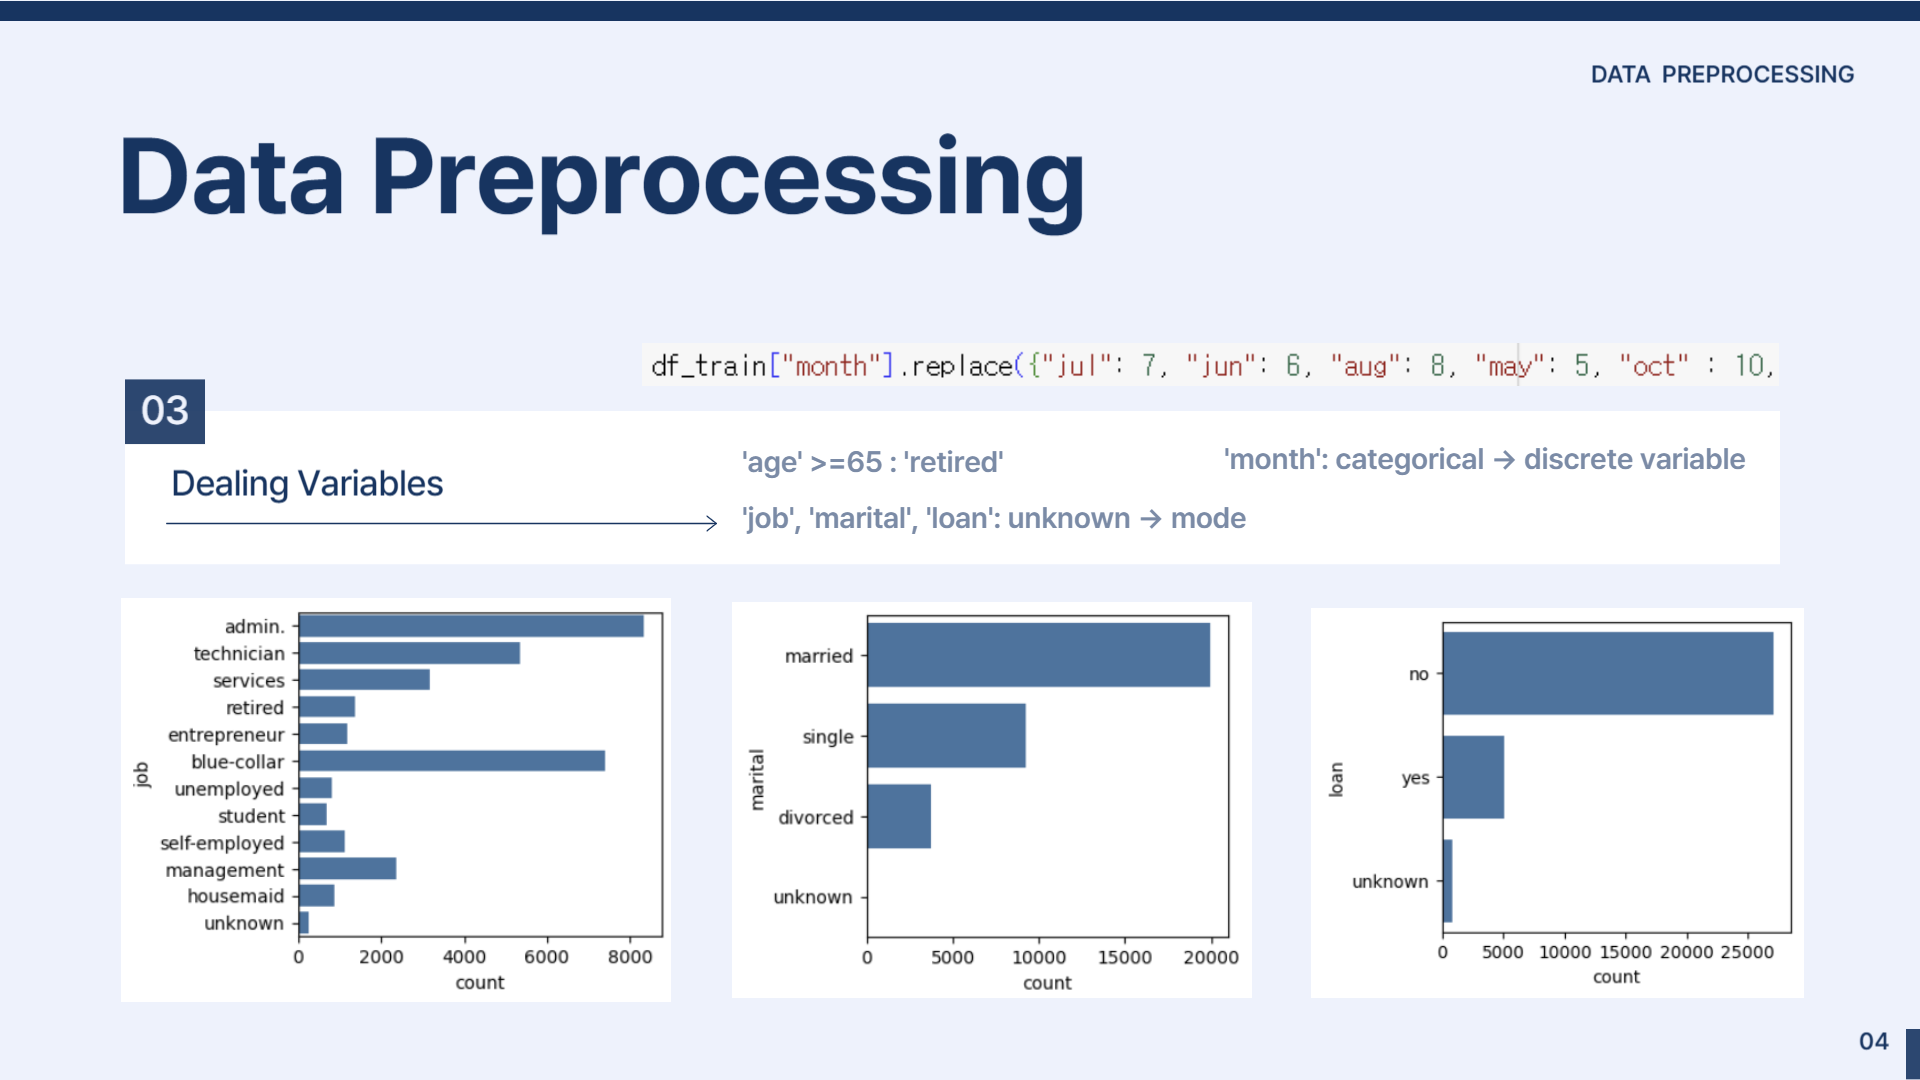 DATA PREPROCESSING
Data Preprocessing
df_train["month"].replace({"jul": 7, "jun": 6, "aug": 8, "may": 5, "oct" : 10,
03
Dealing Variables
'age' >=65 : 'retired'
'month': categorical → discrete variable
'job', 'marital', 'loan': unknown → mode
job
admin.
technician
services
retired
entrepreneur
blue-collar
unemployed
student
self-employed
management
housemaid
unknown
0 2000 4000 6000 8000
count
marital
married
single
divorced
unknown
0 5000 10000 15000 20000
count
loan
no
yes
unknown
0 5000 10000 15000 20000 25000
count
04